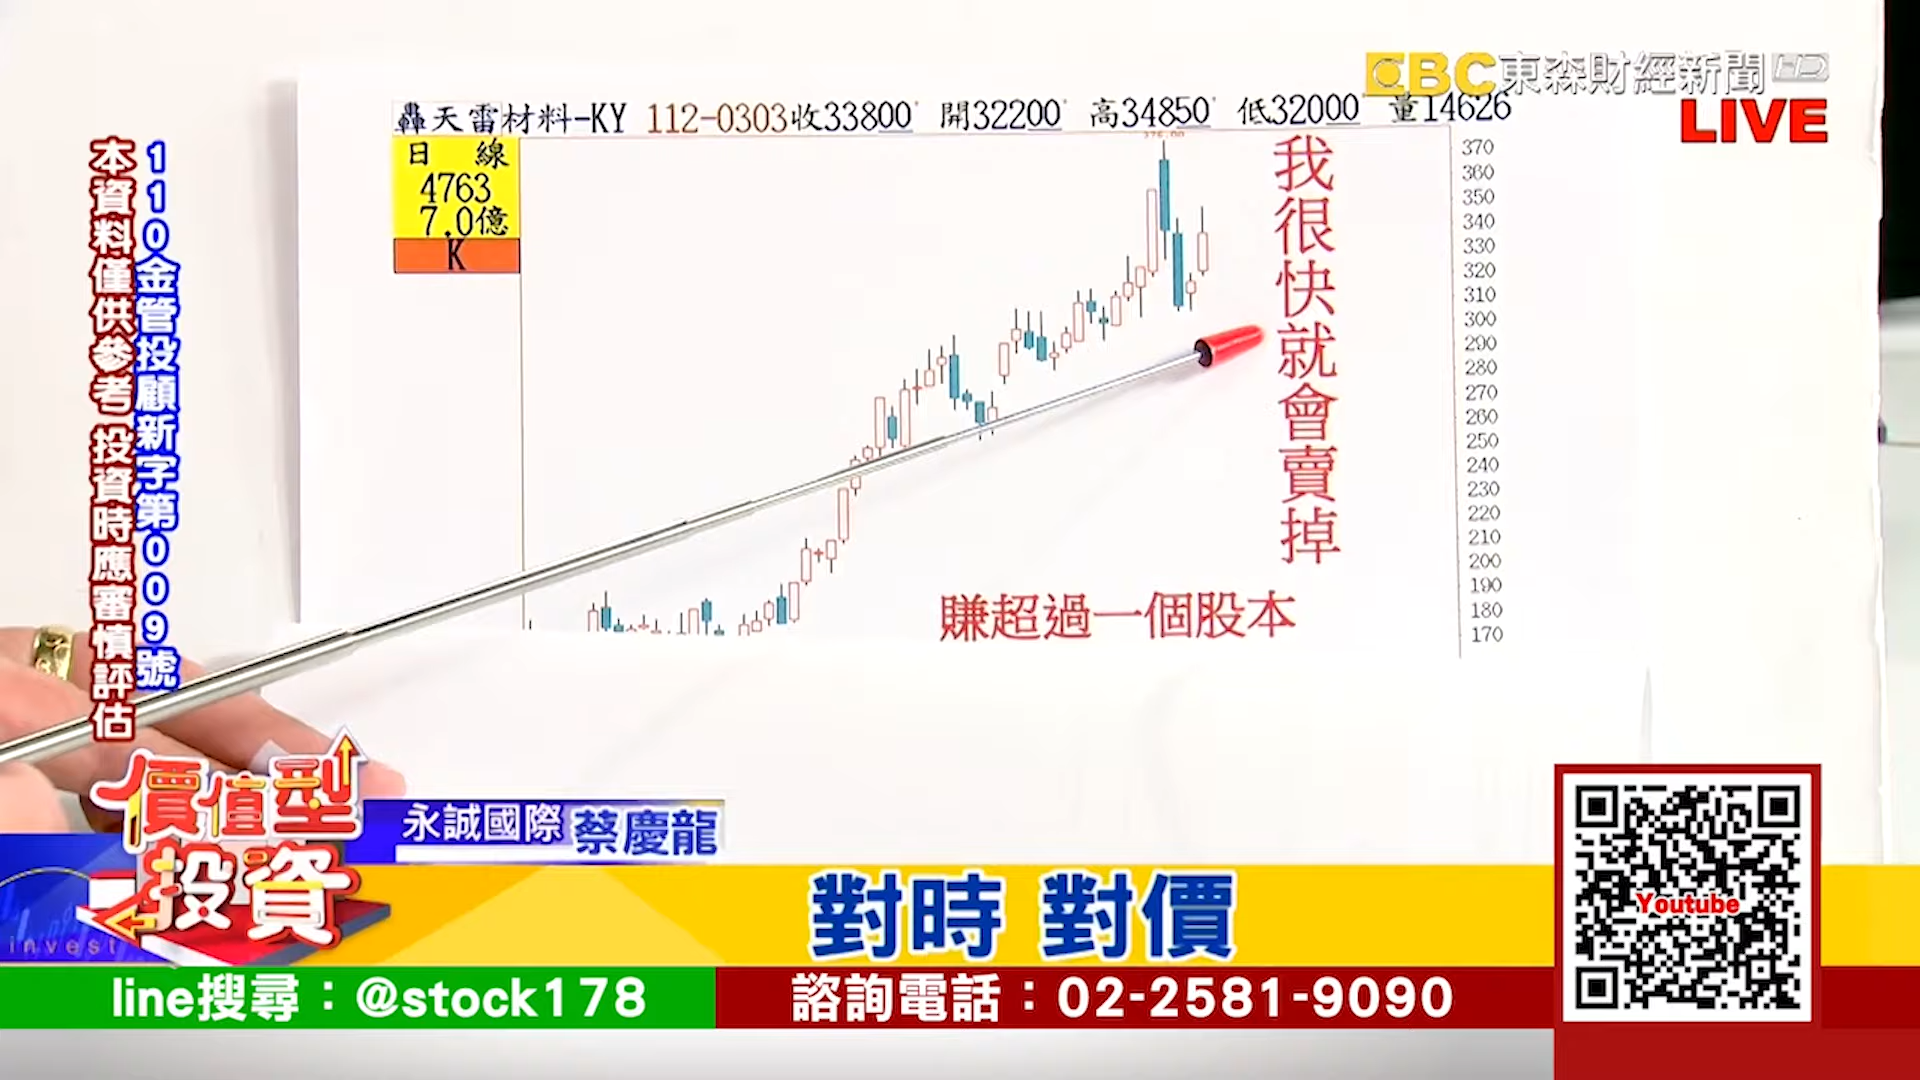 EBC東森財經新聞HD
LIVE
轟天雷材料-KY 112-0303收33800 開32200 高34850 低32000 量14626
日 線
4763
7.0億
K
376.00
370
360
350
340
330
320
310
300
290
280
270
260
250
240
230
220
210
200
190
180
170
我很快就會賣掉
賺超過一個股本
110金管投顧新字第009號
本資料僅供參考 投資時應審慎評估
價值型
投資
invest
永誠國際 蔡慶龍
對時 對價
Youtube
line搜尋：@stock178
諮詢電話：02-2581-9090